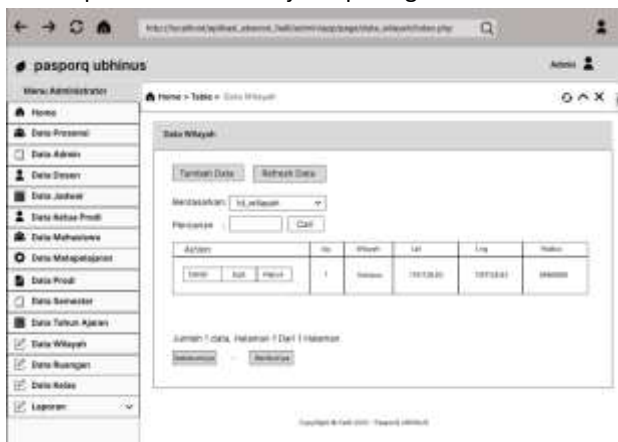 pasporq ubhinus
Admin
Menu Administrator
Home > Table > Data Wilayah
Home
Data Presensi
Data Admin
Data Dosen
Data Jadwal
Data Ketua Prodi
Data Mahasiswa
Data Matapelajaran
Data Prodi
Data Semester
Data Tahun Ajaran
Data Wilayah
Data Ruangan
Data Kelas
Laporan
Data Wilayah
Tambah Data Refresh Data
Berdasarkan: id_wilayah
Pencarian : Cari
Action No Wilayah Lat Lng Radius
Detail Edit Hapus 1
Jumlah 1 data, Halaman 1 Dari 1 Halaman
Sebelumnya - Berikutnya